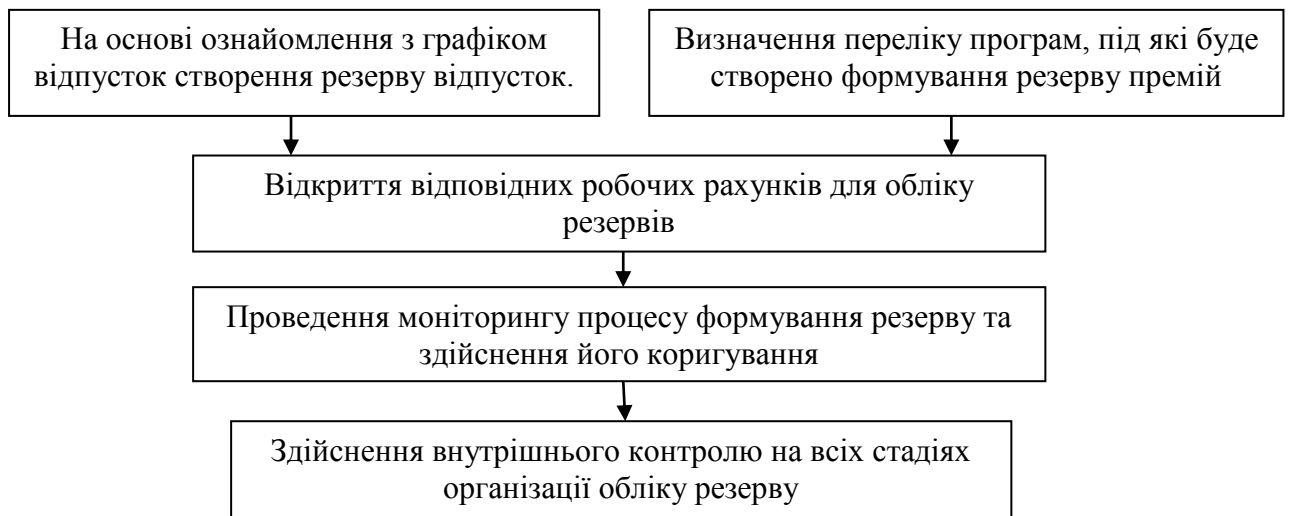 На основі ознайомлення з графіком
відпусток створення резерву відпусток.
Визначення переліку програм, під які буде
створено формування резерву премій
Відкриття відповідних робочих рахунків для обліку
резервів
Проведення моніторингу процесу формування резерву та
здійснення його коригування
Здійснення внутрішнього контролю на всіх стадіях
організації обліку резерву